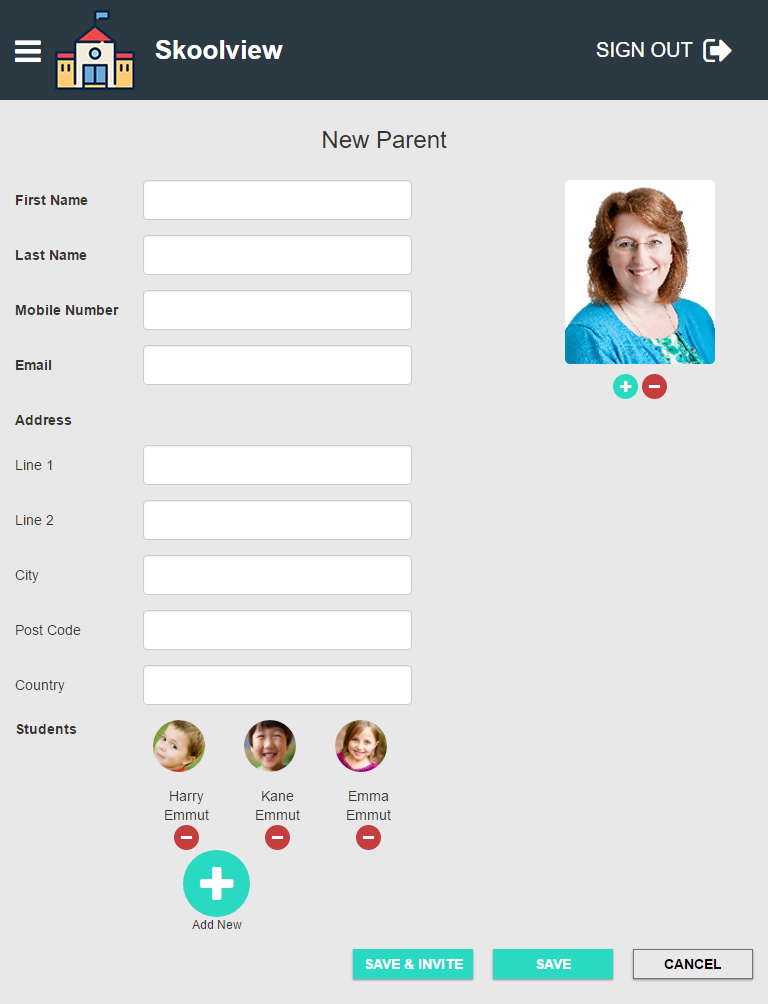 Skoolview
SIGN OUT
New Parent
First Name
Last Name
Mobile Number
Email
Address
Line 1
Line 2
City
Post Code
Country
Students
Harry
Emmut
Kane
Emmut
Emma
Emmut
Add New
SAVE & INVITE
SAVE
CANCEL